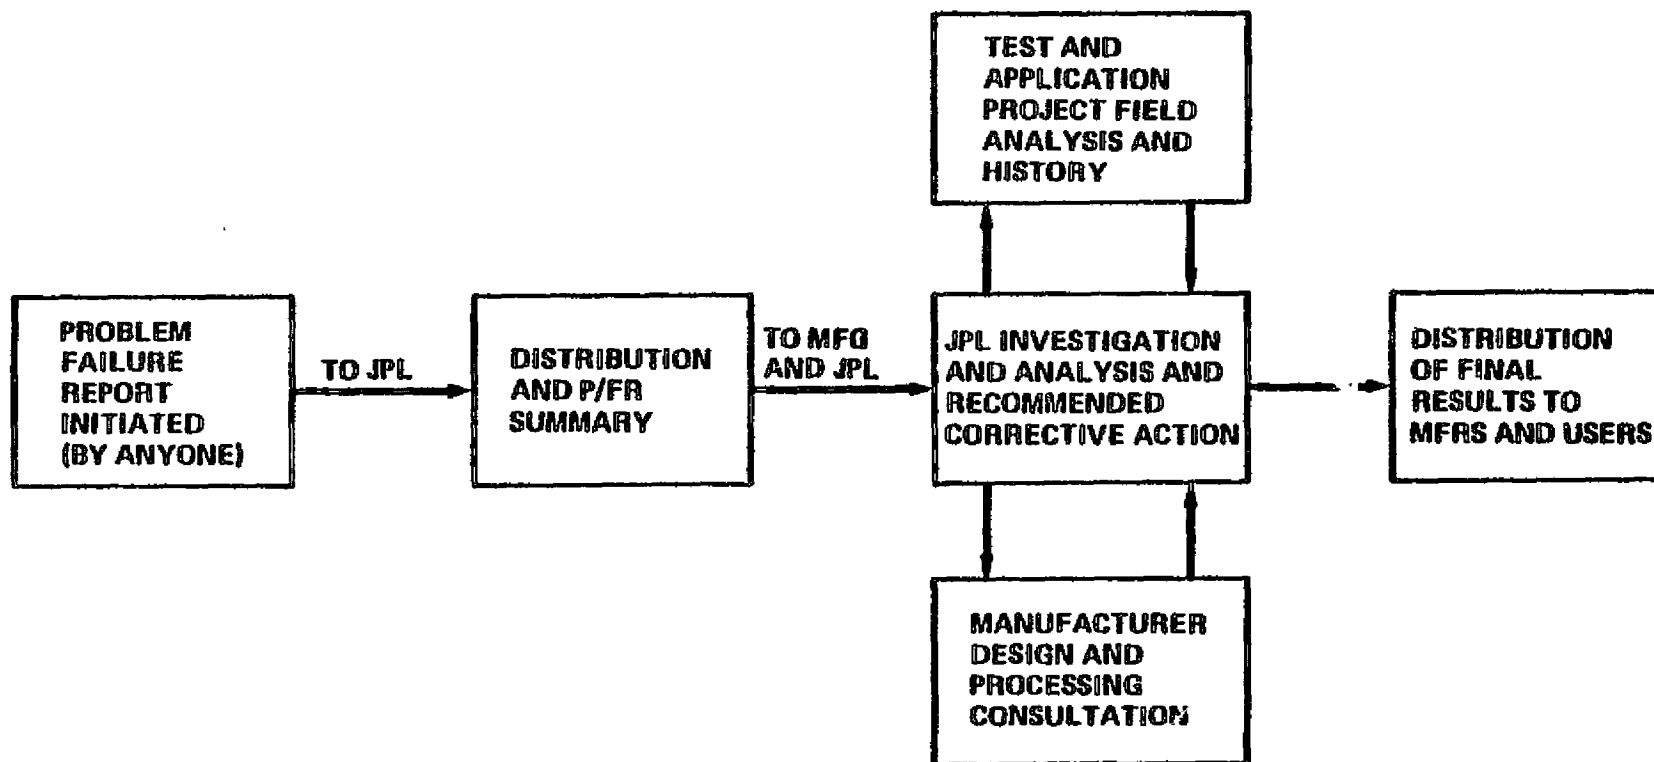 TEST AND
APPLICATION
PROJECT FIELD
ANALYSIS AND
HISTORY
PROBLEM
FAILURE
REPORT
INITIATED
(BY ANYONE)
TO JPL
DISTRIBUTION
AND P/FR
SUMMARY
TO MFG
AND JPL
JPL INVESTIGATION
AND ANALYSIS AND
RECOMMENDED
CORRECTIVE ACTION
DISTRIBUTION
OF FINAL
RESULTS TO
MFRS AND USERS
MANUFACTURER
DESIGN AND
PROCESSING
CONSULTATION